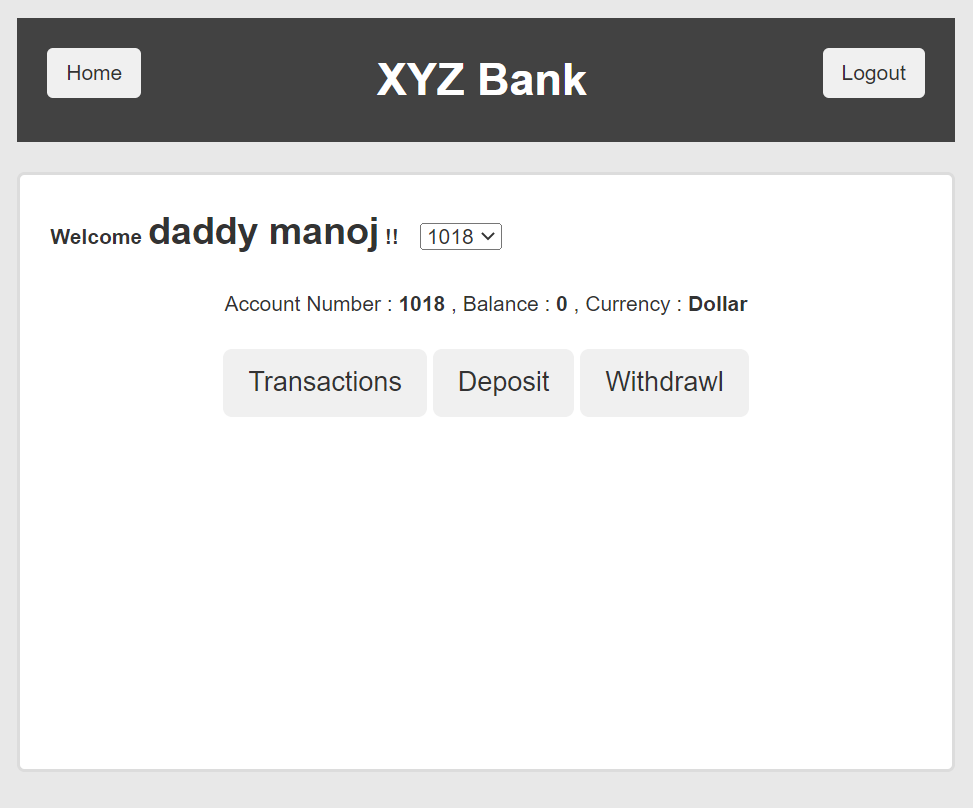 Home XYZ Bank Logout
Welcome daddy manoj !! 1018
Account Number : 1018 , Balance : 0 , Currency : Dollar
Transactions Deposit Withdrawl